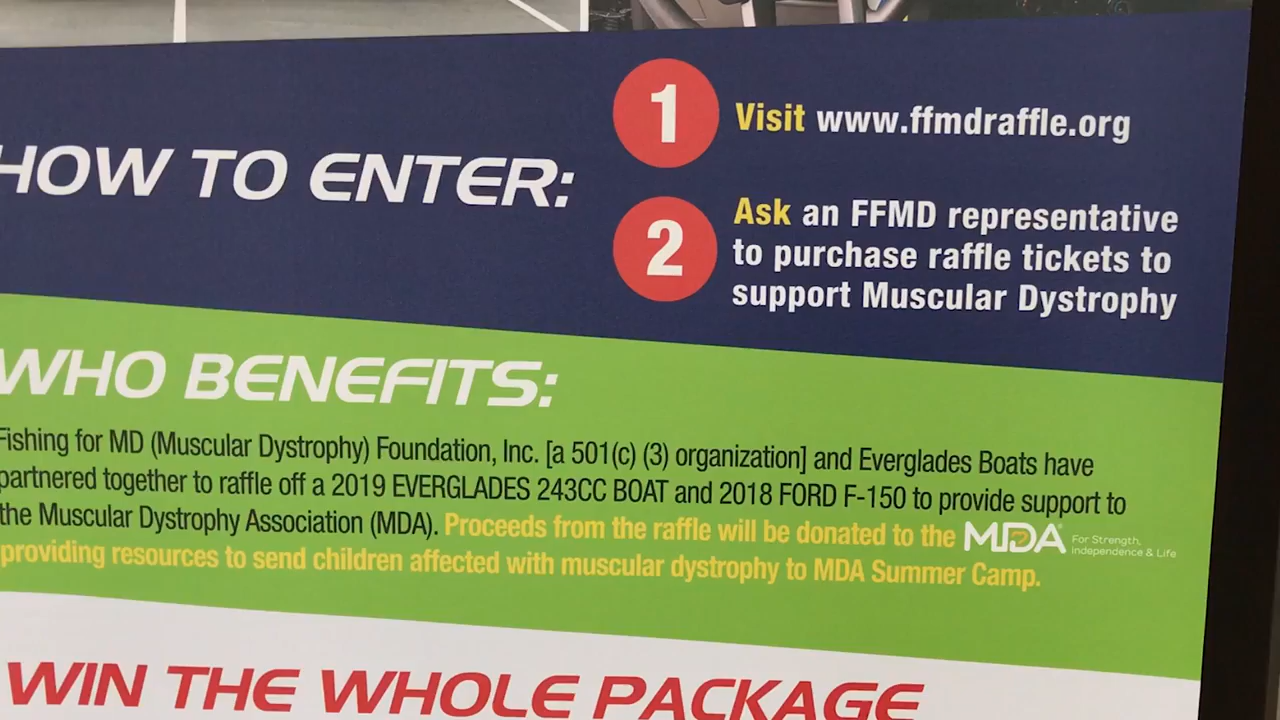 HOW TO ENTER:
1
Visit www.ffmdraffle.org
2
Ask an FFMD representative
to purchase raffle tickets to
support Muscular Dystrophy
WHO BENEFITS:
Fishing for MD (Muscular Dystrophy) Foundation, Inc. [a 501(c) (3) organization] and Everglades Boats have
partnered together to raffle off a 2019 EVERGLADES 243CC BOAT and 2018 FORD F-150 to provide support to
the Muscular Dystrophy Association (MDA). Proceeds from the raffle will be donated to the MDA For Strength, Independence & Life
providing resources to send children affected with muscular dystrophy to MDA Summer Camp.
WIN THE WHOLE PACKAGE